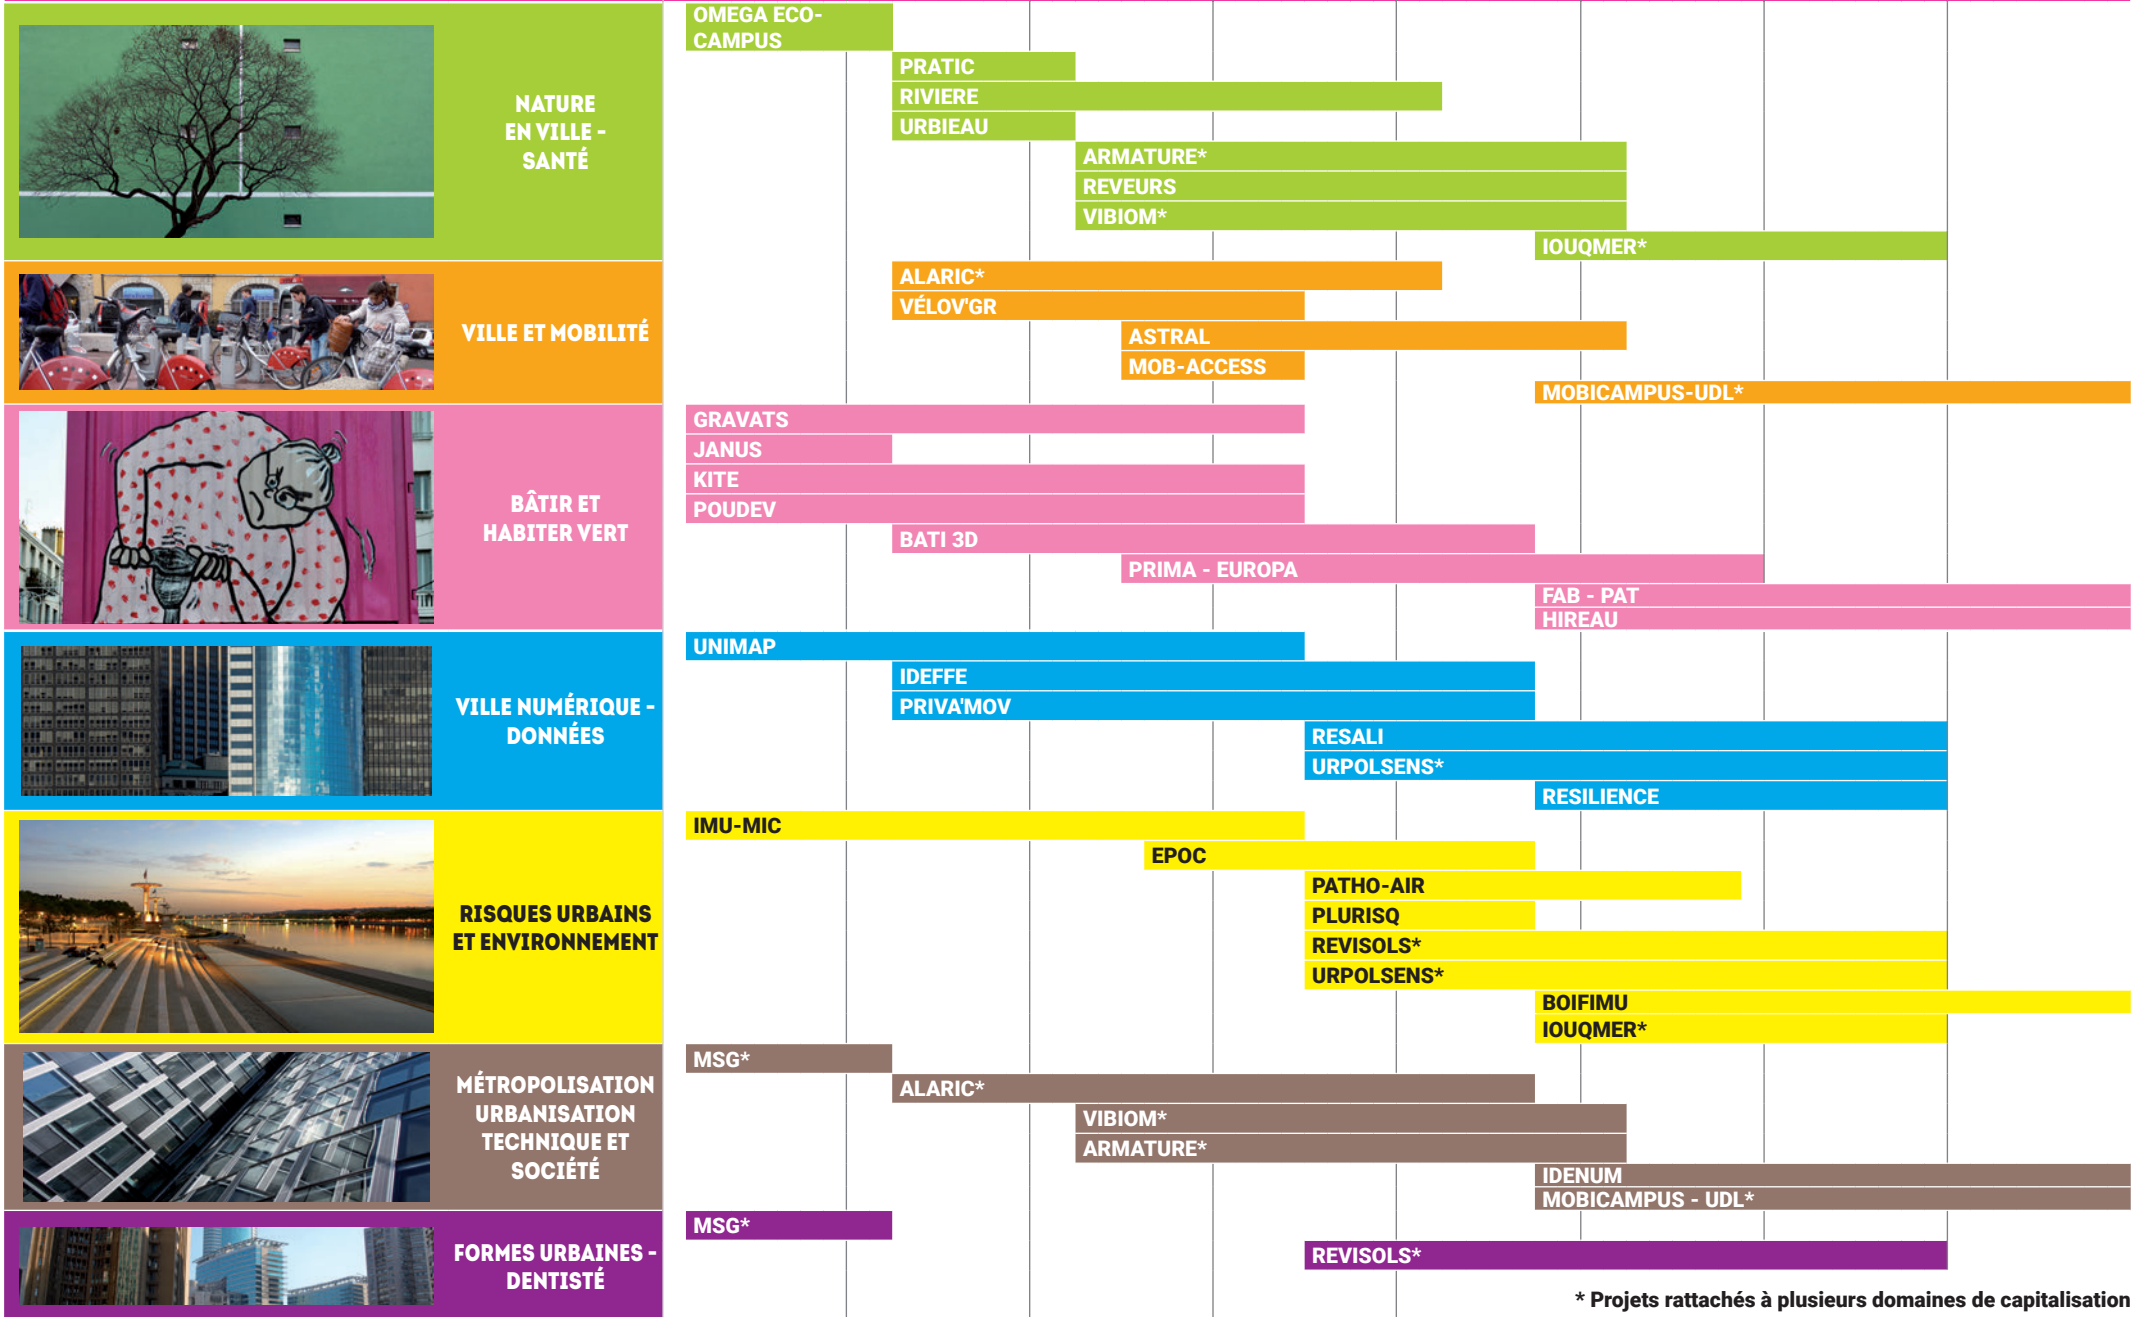 NATURE
EN VILLE -
SANTÉ
OMEGA ECO-
CAMPUS
PRATIC
RIVIERE
URBIEAU
ARMATURE*
REVEURS
VIBIOM*
IOUQMER*
VILLE ET MOBILITÉ
ALARIC*
VÉLOV'GR
ASTRAL
MOB-ACCESS
MOBICAMPUS-UDL*
BÂTIR ET
HABITER VERT
GRAVATS
JANUS
KITE
POUDEV
BATI 3D
PRIMA - EUROPA
FAB - PAT
HIREAU
VILLE NUMÉRIQUE -
DONNÉES
UNIMAP
IDEFFE
PRIVA'MOV
RESALI
URPOLSENS*
RESILIENCE
RISQUES URBAINS
ET ENVIRONNEMENT
IMU-MIC
EPOC
PATHO-AIR
PLURISQ
REVISOLS*
URPOLSENS*
BOIFIMU
IOUQMER*
MÉTROPOLISATION
URBANISATION
TECHNIQUE ET
SOCIÉTÉ
MSG*
ALARIC*
VIBIOM*
ARMATURE*
IDENUM
MOBICAMPUS - UDL*
FORMES URBAINES -
DENTISTÉ
MSG*
REVISOLS*
* Projets rattachés à plusieurs domaines de capitalisation